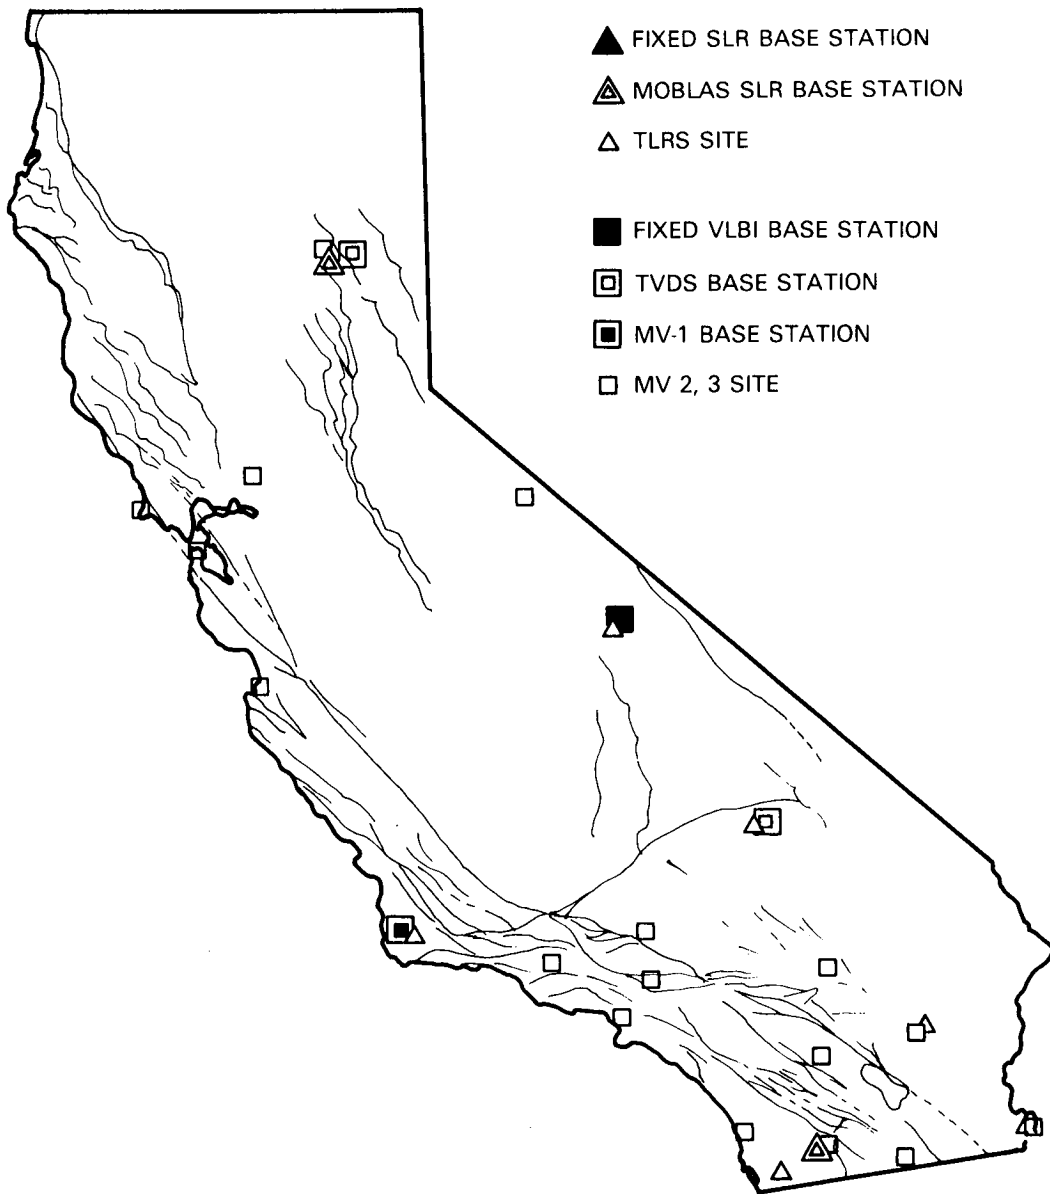 FIXED SLR BASE STATION
MOBLAS SLR BASE STATION
TLRS SITE
FIXED VLBI BASE STATION
TVDS BASE STATION
MV-1 BASE STATION
MV 2, 3 SITE